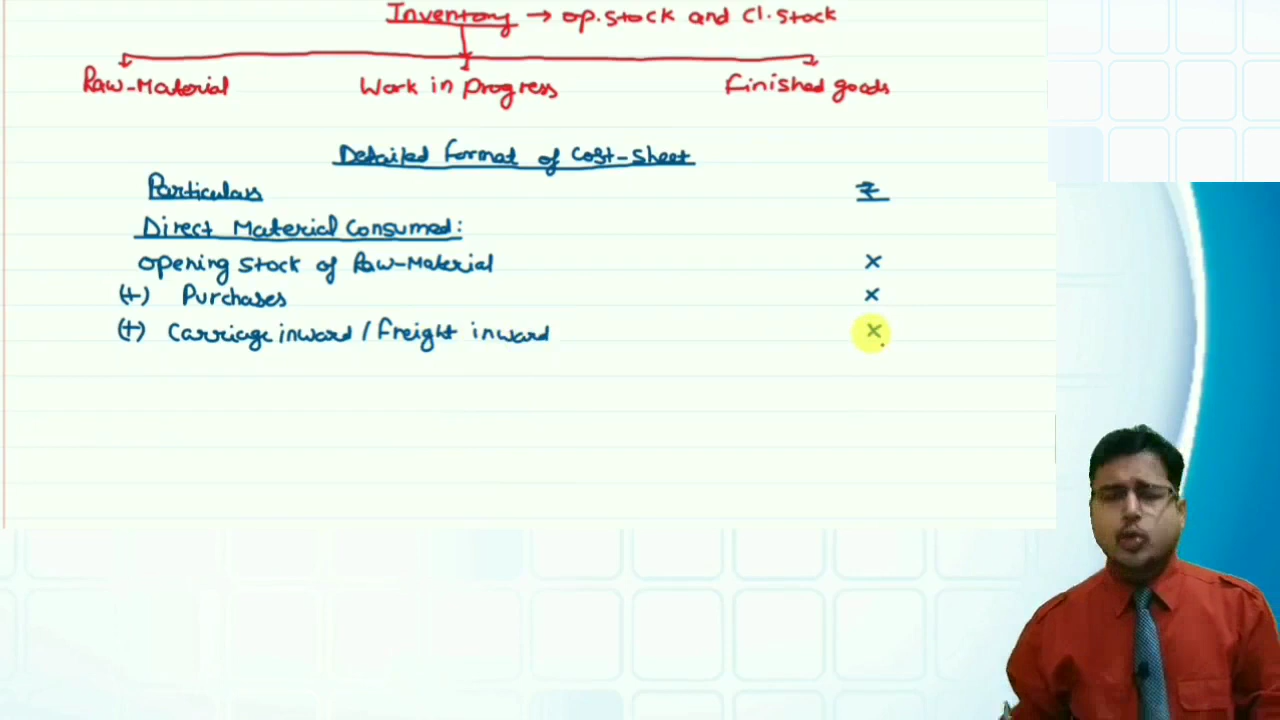 Inventory → op.stock and cl.stock
Raw-Material Work in Progress Finished goods
Detailed format of Cost-Sheet
Particulars ₹
Direct Material Consumed:
opening stock of Raw-Material ×
(+) Purchases ×
(+) Carriage inward / freight inward ×